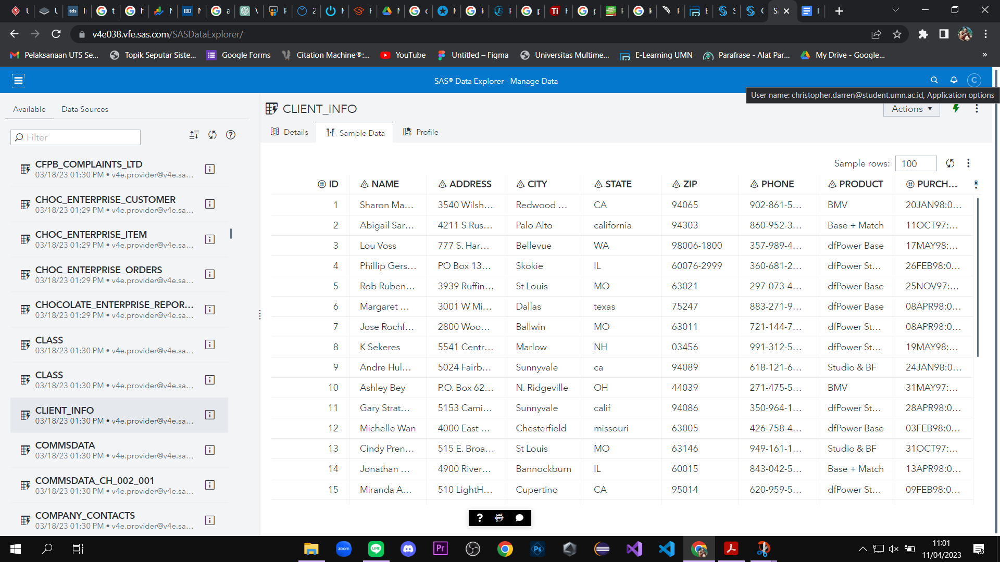 v4e038.vfe.sas.com/SASDataExplorer/
Pelaksanaan UTS Se...
Topik Seputar Siste...
Google Forms
Citation Machine®:...
YouTube
Untitled – Figma
Universitas Multime...
E-Learning UMN
Parafrase - Alat Par...
My Drive - Google...
»
SAS® Data Explorer - Manage Data
C
User name: christopher.darren@student.umn.ac.id, Application options
Available
Data Sources
CLIENT_INFO
Actions
Details
Sample Data
Profile
Filter
Sample rows: 100
CFPB_COMPLAINTS_LTD
03/18/23 01:30 PM • v4e.provider@v4e.sa...
CHOC_ENTERPRISE_CUSTOMER
03/18/23 01:29 PM • v4e.provider@v4e.sa...
CHOC_ENTERPRISE_ITEM
03/18/23 01:29 PM • v4e.provider@v4e.sa...
CHOC_ENTERPRISE_ORDERS
03/18/23 01:29 PM • v4e.provider@v4e.sa...
CHOCOLATE_ENTERPRISE_REPOR...
03/18/23 01:29 PM • v4e.provider@v4e.sa...
CLASS
03/18/23 01:30 PM • v4e.provider@v4e.sa...
CLASS
03/18/23 01:30 PM • v4e.provider@v4e.sa...
CLIENT_INFO
03/18/23 01:30 PM • v4e.provider@v4e.sa...
COMMSDATA
03/18/23 01:30 PM • v4e.provider@v4e.sa...
COMMSDATA_CH_002_001
03/18/23 01:30 PM • v4e.provider@v4e.sa...
COMPANY_CONTACTS
03/18/23 01:30 PM • v4e.provider@v4e.sa...
ID NAME ADDRESS CITY STATE ZIP PHONE PRODUCT PURCH...
1 Sharon Ma... 3540 Wilsh... Redwood ... CA 94065 902-861-5... BMV 20JAN98:0...
2 Abigail Sar... 4211 S Rus... Palo Alto california 94303 860-952-3... Base + Match 11OCT97:...
3 Lou Voss 777 S. Har... Bellevue WA 98006-1800 357-989-4... dfPower Base 17MAY98:...
4 Phillip Gers... PO Box 13... Skokie IL 60076-2999 360-681-2... dfPower St... 26FEB98:0...
5 Rob Ruben... 3939 Ruffin... St Louis MO 63021 297-073-4... dfPower Base 25NOV97:...
6 Margaret ... 3001 W Mi... Dallas texas 75247 883-271-9... dfPower Base 08APR98:0...
7 Jose Rochf... 2800 Woo... Ballwin MO 63011 721-144-7... dfPower St... 08APR98:0...
8 K Sekeres 5541 Centr... Marlow NH 03456 991-312-5... dfPower St... 19MAY98:...
9 Andre Hul... 5024 Fairb... Sunnyvale ca 94089 618-121-6... Studio & BF 24JAN98:0...
10 Ashley Bey P.O. Box 62... N. Ridgeville OH 44039 271-475-5... BMV 31MAY97:...
11 Gary Strat... 5153 Cami... Sunnyvale calif 94086 350-964-1... dfPower St... 28APR98:0...
12 Michelle Wan 4000 East ... Chesterfield missouri 63005 426-758-4... dfPower Base 03FEB98:0...
13 Cindy Pren... 515 E. Broa... St Louis MO 63146 949-161-1... Studio & BF 31OCT97:...
14 Jonathan ... 4900 River... Bannockburn IL 60015 843-042-5... Base + Match 13APR98:0...
15 Miranda A... 510 LightH... Cupertino CA 95014 620-959-5... dfPower St... 09FEB98:0...
?
zoom
LINE
Pr
Ps
11:01
11/04/2023